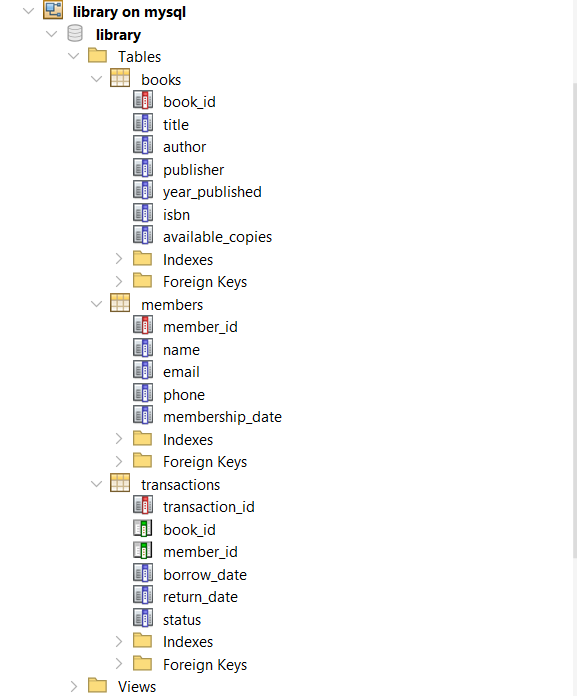 library on mysql
library
Tables
books
book_id
title
author
publisher
year_published
isbn
available_copies
Indexes
Foreign Keys
members
member_id
name
email
phone
membership_date
Indexes
Foreign Keys
transactions
transaction_id
book_id
member_id
borrow_date
return_date
status
Indexes
Foreign Keys
Views